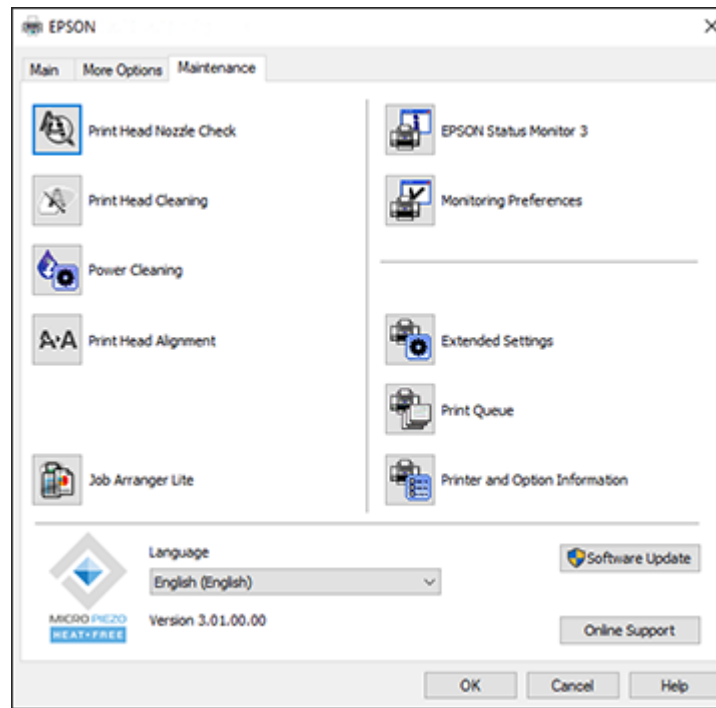 EPSON
Main More Options Maintenance
Print Head Nozzle Check
Print Head Cleaning
Power Cleaning
A·A Print Head Alignment
Job Arranger Lite
EPSON Status Monitor 3
Monitoring Preferences
Extended Settings
Print Queue
Printer and Option Information
Language
English (English)
Version 3.01.00.00
MICRO PIEZO
HEAT-FREE
Software Update
Online Support
OK Cancel Help